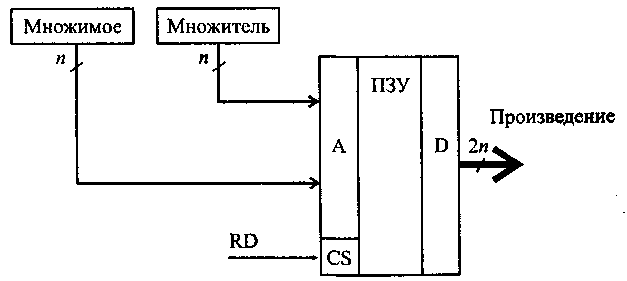 Множимое
Множитель
n
n
ПЗУ
Произведение
A
D
2n
RD
CS